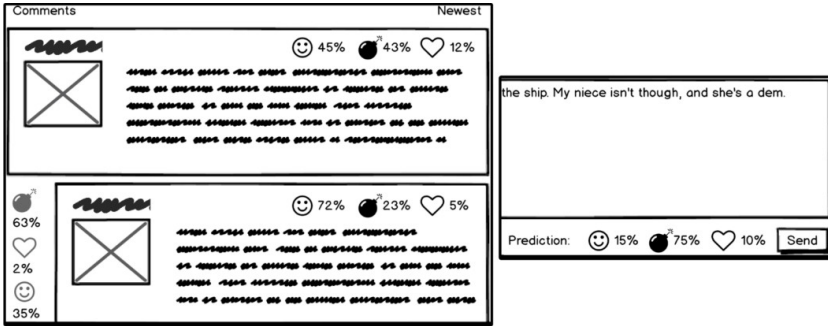 Comments Newest
45% 43% 12%
63%
2%
35%
72% 23% 5%
the ship. My niece isn't though, and she's a dem.
Prediction: 15% 75% 10% Send